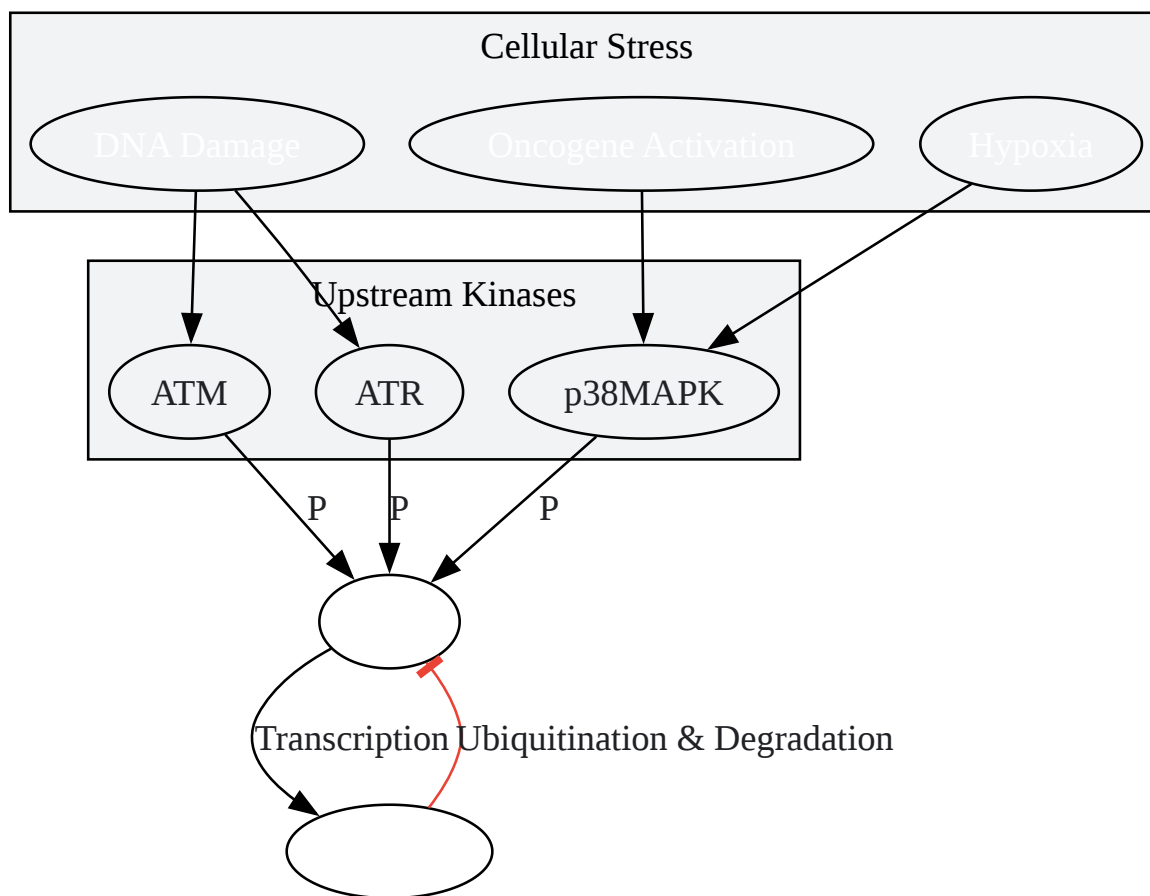 Cellular Stress
DNA Damage Oncogene Activation Hypoxia
Upstream Kinases
ATM ATR p38MAPK
P P P
Transcription Ubiquitination & Degradation